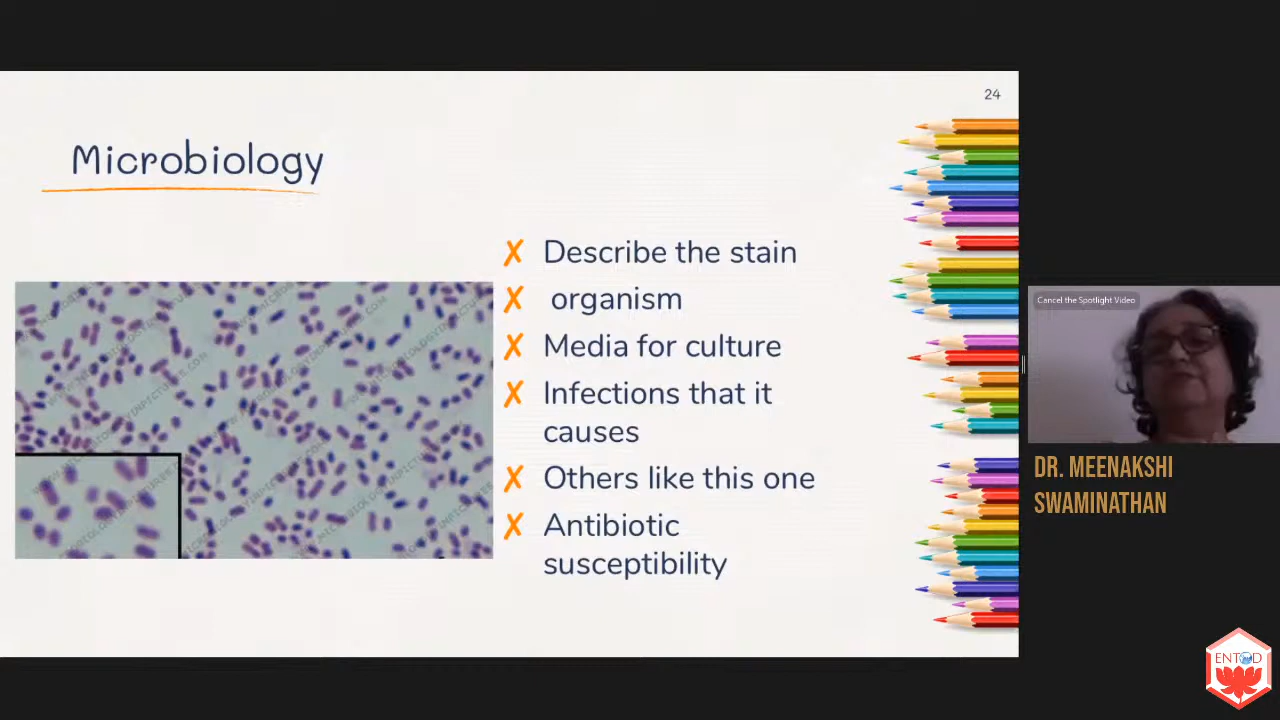 24
Microbiology
✗ Describe the stain
✗ organism
✗ Media for culture
✗ Infections that it
causes
✗ Others like this one
✗ Antibiotic
susceptibility
Cancel the Spotlight Video
DR. MEENAKSHI
SWAMINATHAN
ENTOD